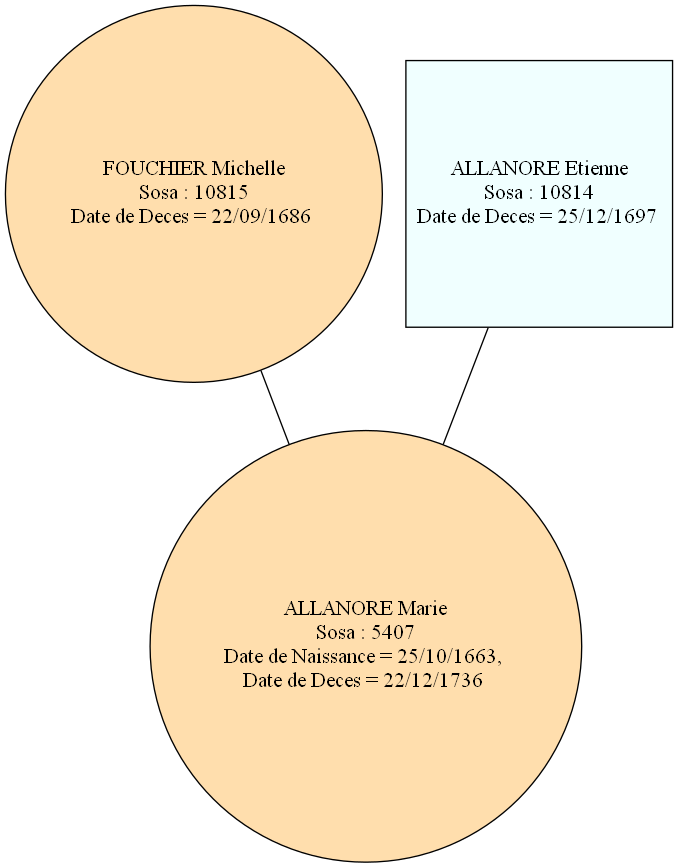 FOUCHIER Michelle
Sosa : 10815
Date de Deces = 22/09/1686
ALLANORE Etienne
Sosa : 10814
Date de Deces = 25/12/1697
ALLANORE Marie
Sosa : 5407
Date de Naissance = 25/10/1663,
Date de Deces = 22/12/1736